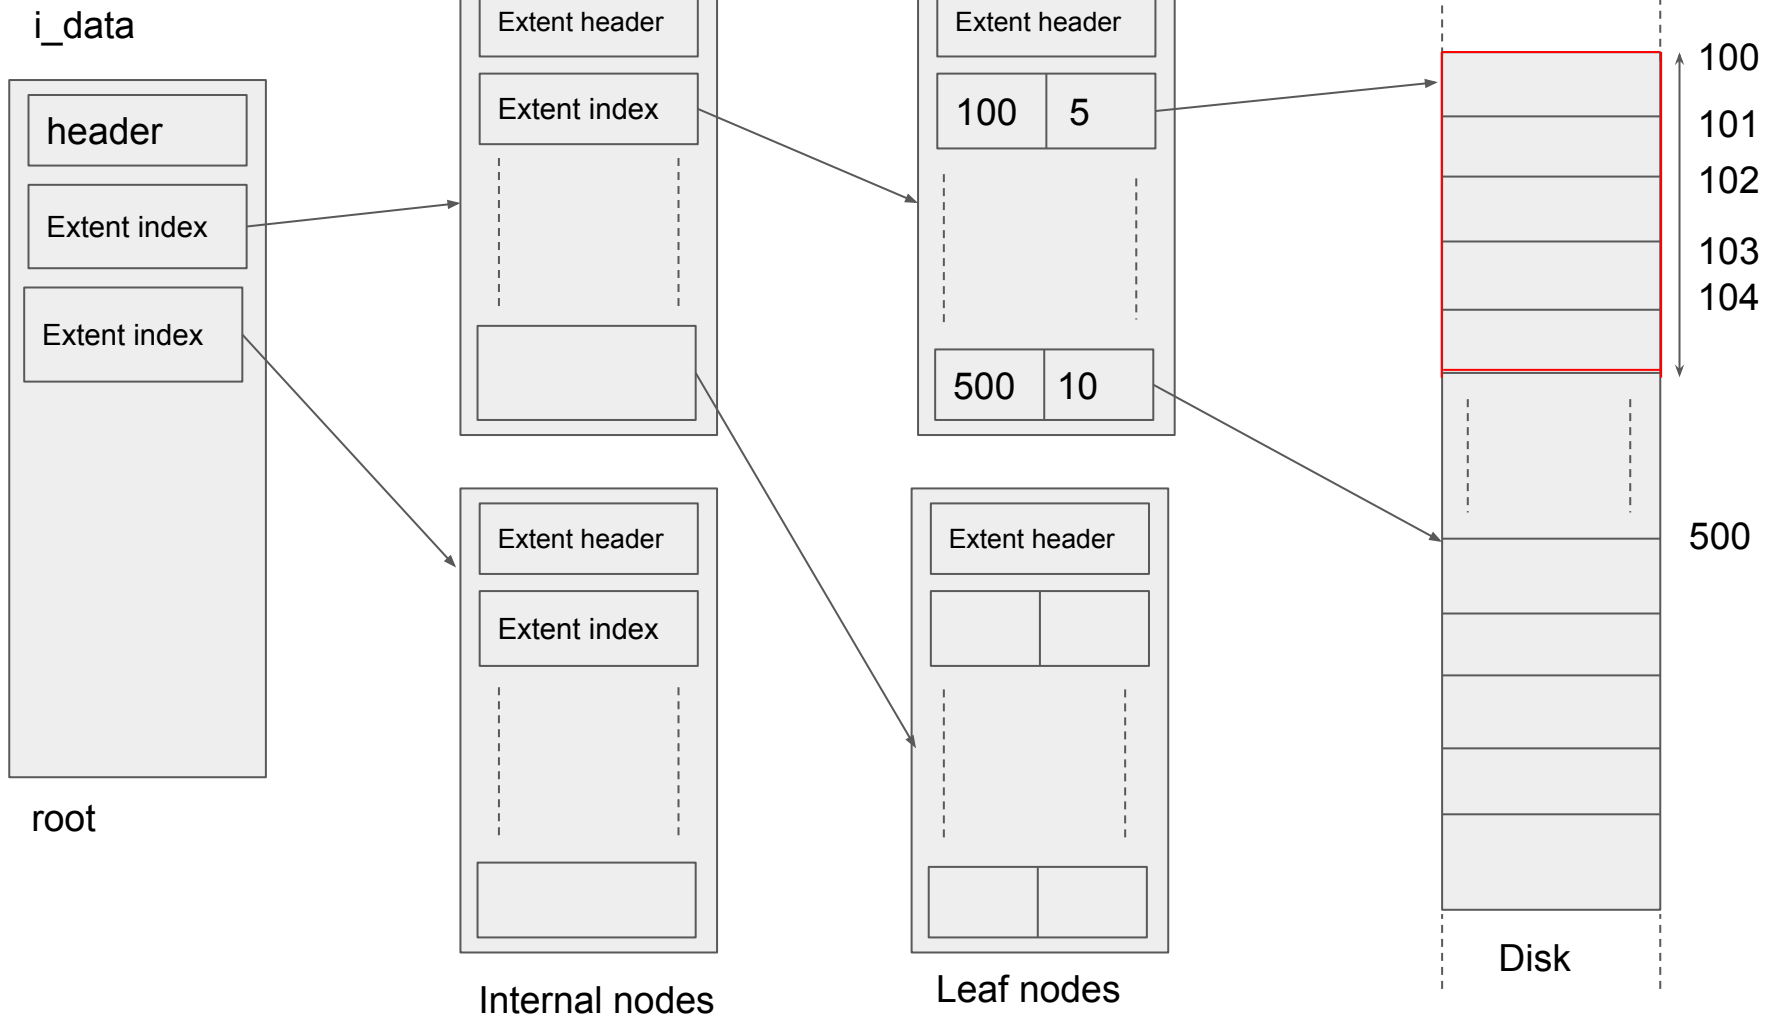 i_data
header
Extent index
Extent index
root
Extent header
Extent index
Extent header
Extent index
Internal nodes
Extent header
100 5
500 10
Extent header
Leaf nodes
100
101
102
103
104
500
Disk